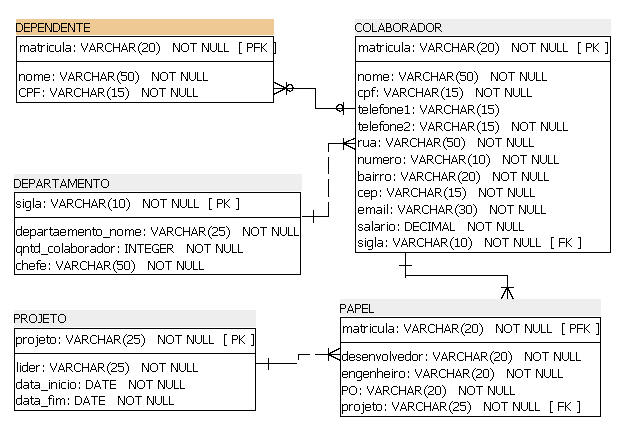 DEPENDENTE
matricula: VARCHAR(20) NOT NULL [ PFK ]
nome: VARCHAR(50) NOT NULL
CPF: VARCHAR(15) NOT NULL
COLABORADOR
matricula: VARCHAR(20) NOT NULL [ PK ]
nome: VARCHAR(50) NOT NULL
cpf: VARCHAR(15) NOT NULL
telefone1: VARCHAR(15)
telefone2: VARCHAR(15) NOT NULL
rua: VARCHAR(50) NOT NULL
numero: VARCHAR(10) NOT NULL
bairro: VARCHAR(20) NOT NULL
cep: VARCHAR(15) NOT NULL
email: VARCHAR(30) NOT NULL
salario: DECIMAL NOT NULL
sigla: VARCHAR(10) NOT NULL [ FK ]
DEPARTAMENTO
sigla: VARCHAR(10) NOT NULL [ PK ]
departaemento_nome: VARCHAR(25) NOT NULL
qntd_colaborador: INTEGER NOT NULL
chefe: VARCHAR(50) NOT NULL
PROJETO
projeto: VARCHAR(25) NOT NULL [ PK ]
lider: VARCHAR(25) NOT NULL
data_inicio: DATE NOT NULL
data_fim: DATE NOT NULL
PAPEL
matricula: VARCHAR(20) NOT NULL [ PFK ]
desenvolvedor: VARCHAR(20) NOT NULL
engenheiro: VARCHAR(20) NOT NULL
PO: VARCHAR(20) NOT NULL
projeto: VARCHAR(25) NOT NULL [ FK ]